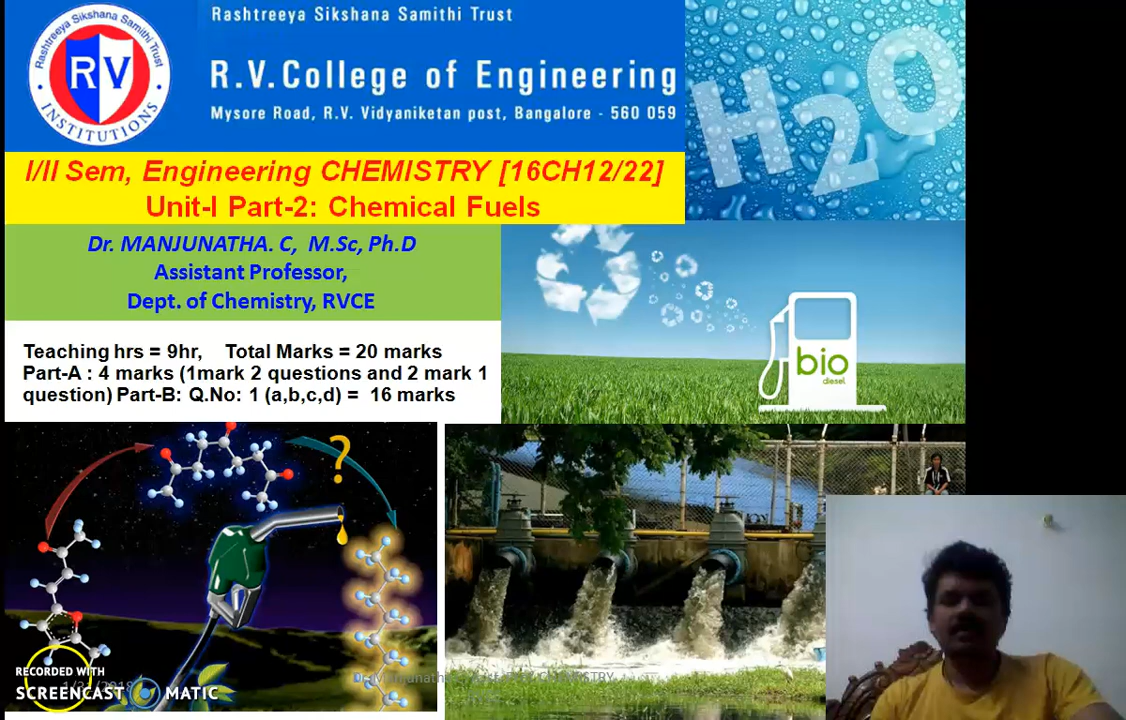 Rashtreeya Sikshana Samithi Trust
Rashtreeya Sikshana Samithi Trust
RV
INSTITUTIONS
R.V.College of Engineering
Mysore Road, R.V. Vidyaniketan post, Bangalore - 560 059
H2O
I/II Sem, Engineering CHEMISTRY [16CH12/22]
Unit-I Part-2: Chemical Fuels
Dr. MANJUNATHA. C, M.Sc, Ph.D
Assistant Professor,
Dept. of Chemistry, RVCE
Teaching hrs = 9hr, Total Marks = 20 marks
Part-A : 4 marks (1mark 2 questions and 2 mark 1
question) Part-B: Q.No: 1 (a,b,c,d) = 16 marks
bio
diesel
?
RECORDED WITH
SCREENCAST MATIC
CHEMISTRY